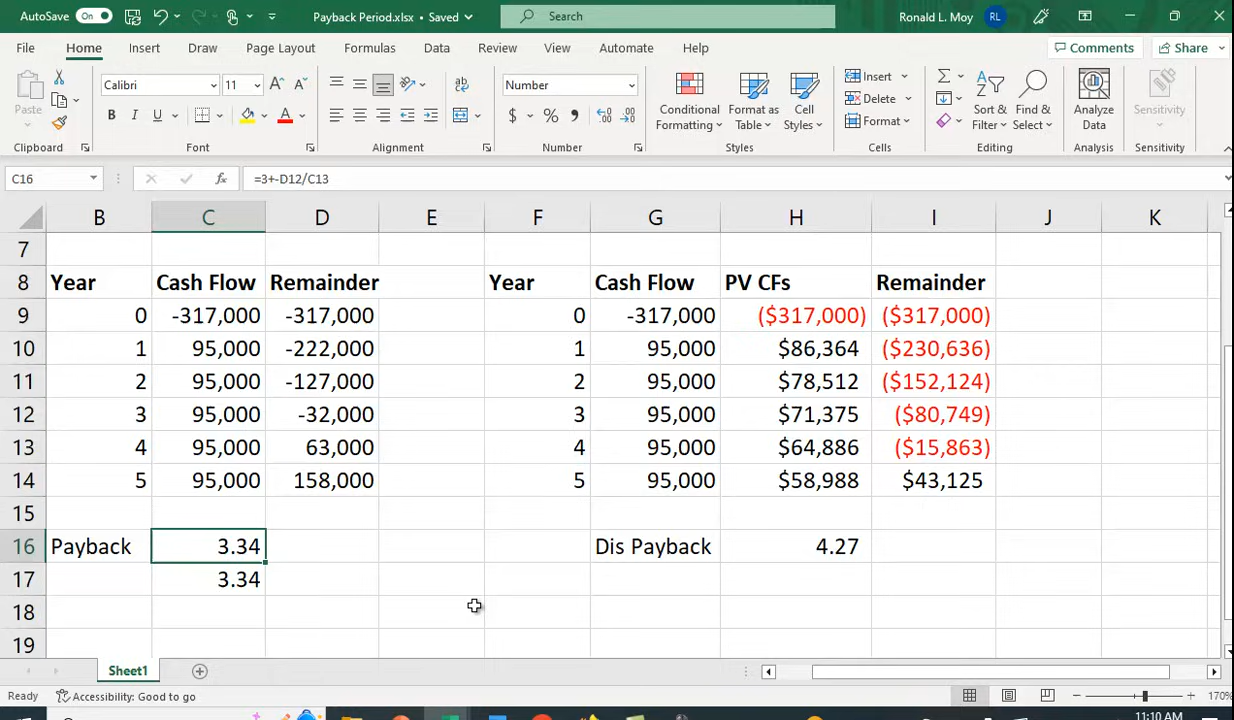 AutoSave On Payback Period.xlsx • Saved Search Ronald L. Moy RL
File Home Insert Draw Page Layout Formulas Data Review View Automate Help Comments Share
Paste Calibri 11 A A ab Number Conditional Formatting Format as Table Cell Styles Insert Delete Format Sort & Filter Find & Select Analyze Data Sensitivity
B I U A $ % 9
Clipboard Font Alignment Number Styles Cells Editing Analysis Sensitivity
C16 fx =3+-D12/C13
B C D E F G H I J K
7
8 Year Cash Flow Remainder Year Cash Flow PV CFs Remainder
9 0 -317,000 -317,000 0 -317,000 ($317,000) ($317,000)
10 1 95,000 -222,000 1 95,000 $86,364 ($230,636)
11 2 95,000 -127,000 2 95,000 $78,512 ($152,124)
12 3 95,000 -32,000 3 95,000 $71,375 ($80,749)
13 4 95,000 63,000 4 95,000 $64,886 ($15,863)
14 5 95,000 158,000 5 95,000 $58,988 $43,125
15
16 Payback 3.34 Dis Payback 4.27
17 3.34
18
19
Sheet1
Ready Accessibility: Good to go 170%
11:10 AM